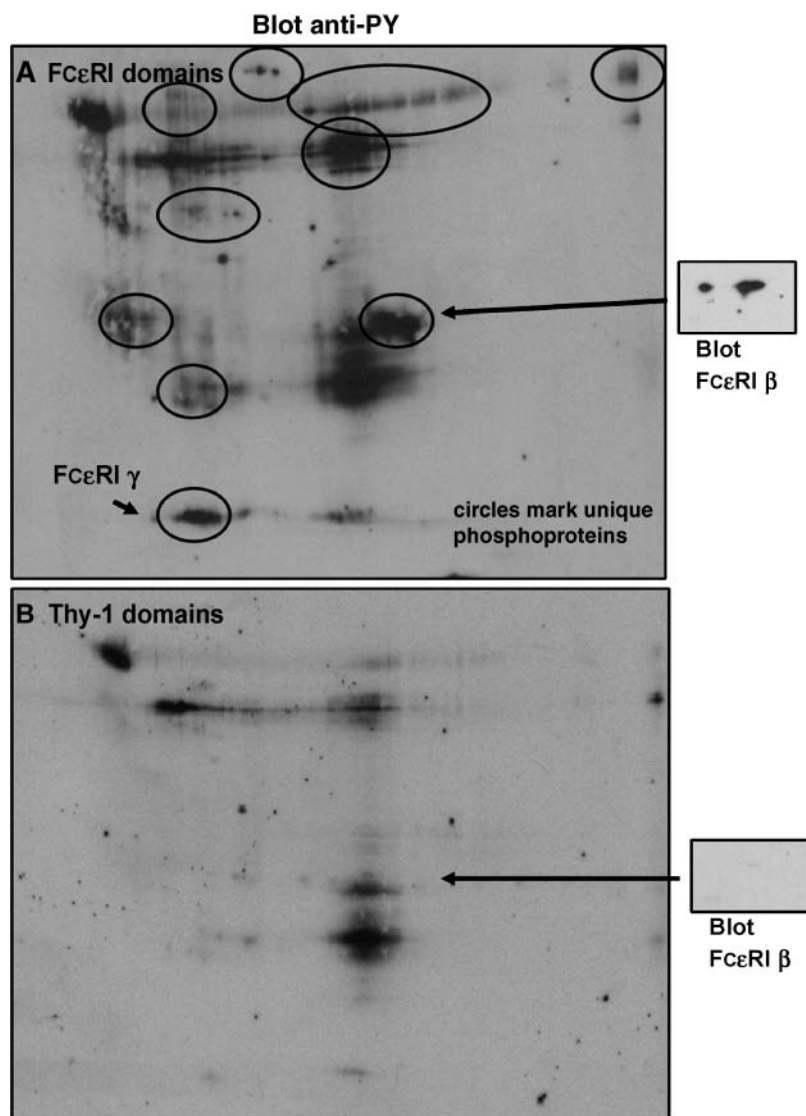 Blot anti-PY
A FcεRI domains
Blot
FcεRI β
FcεRI γ
circles mark unique
phosphoproteins
B Thy-1 domains
Blot
FcεRI β